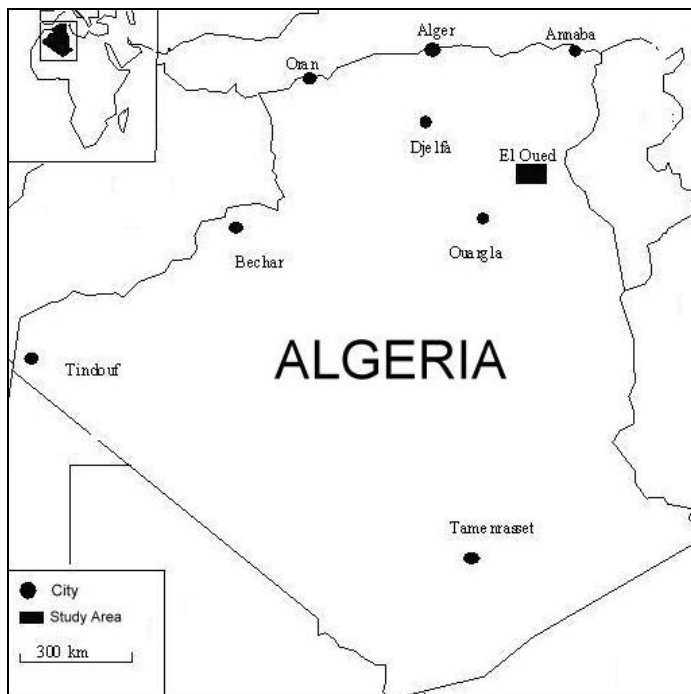 Alger
Annaba
Oran
Djelfa
El Oued
Bechar
Ouargla
ALGERIA
Tindouf
Tamenrasset
City
Study Area
300 km